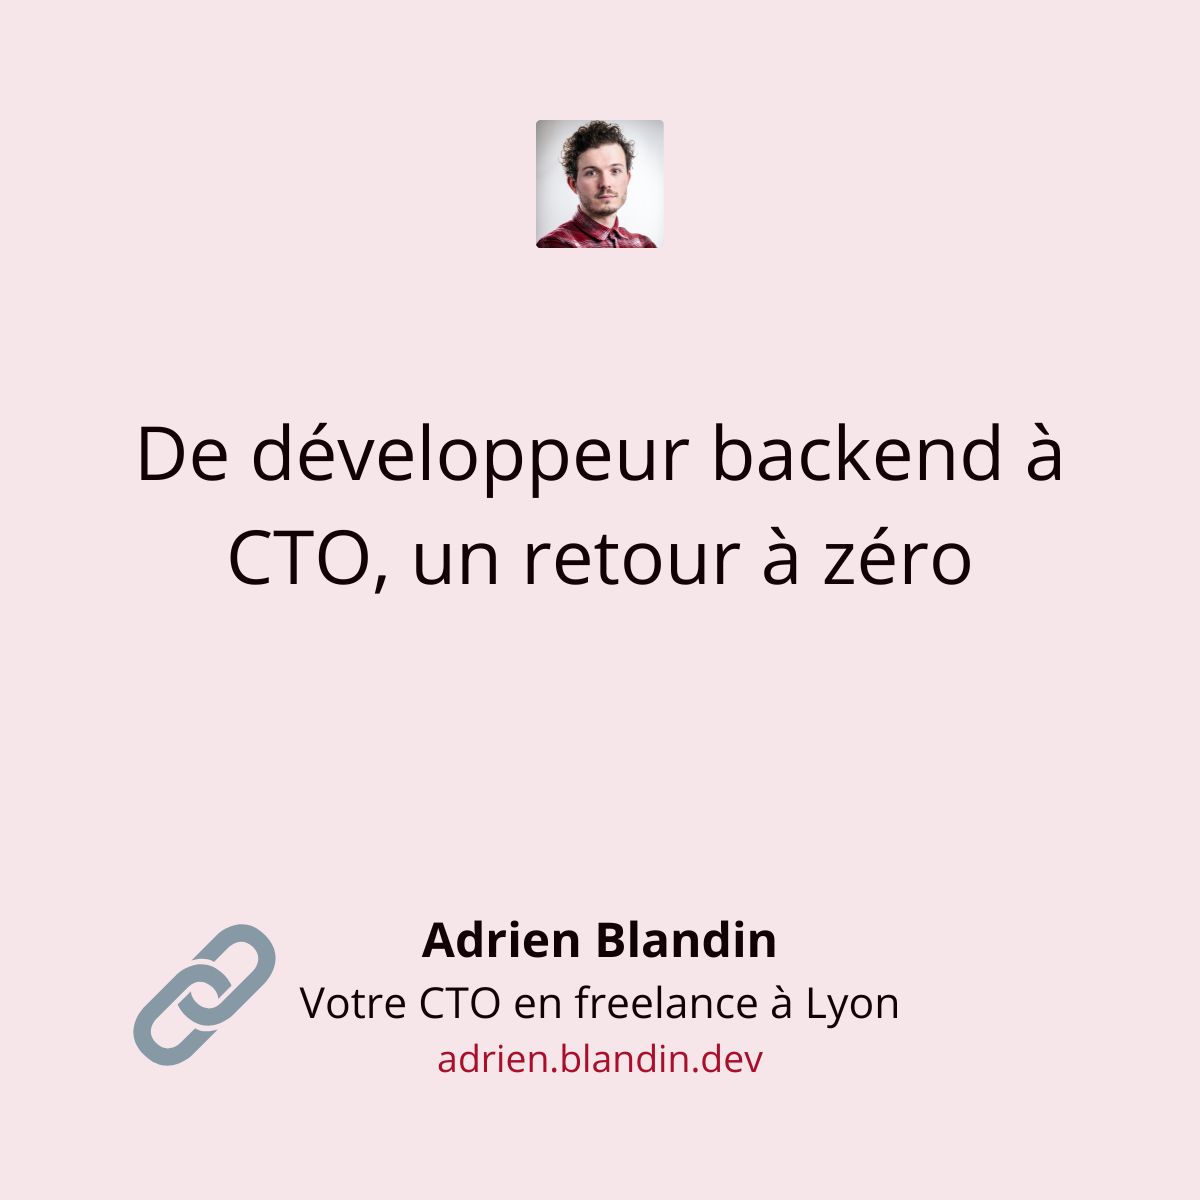 De développeur backend à
CTO, un retour à zéro
Adrien Blandin
Votre CTO en freelance à Lyon
adrien.blandin.dev